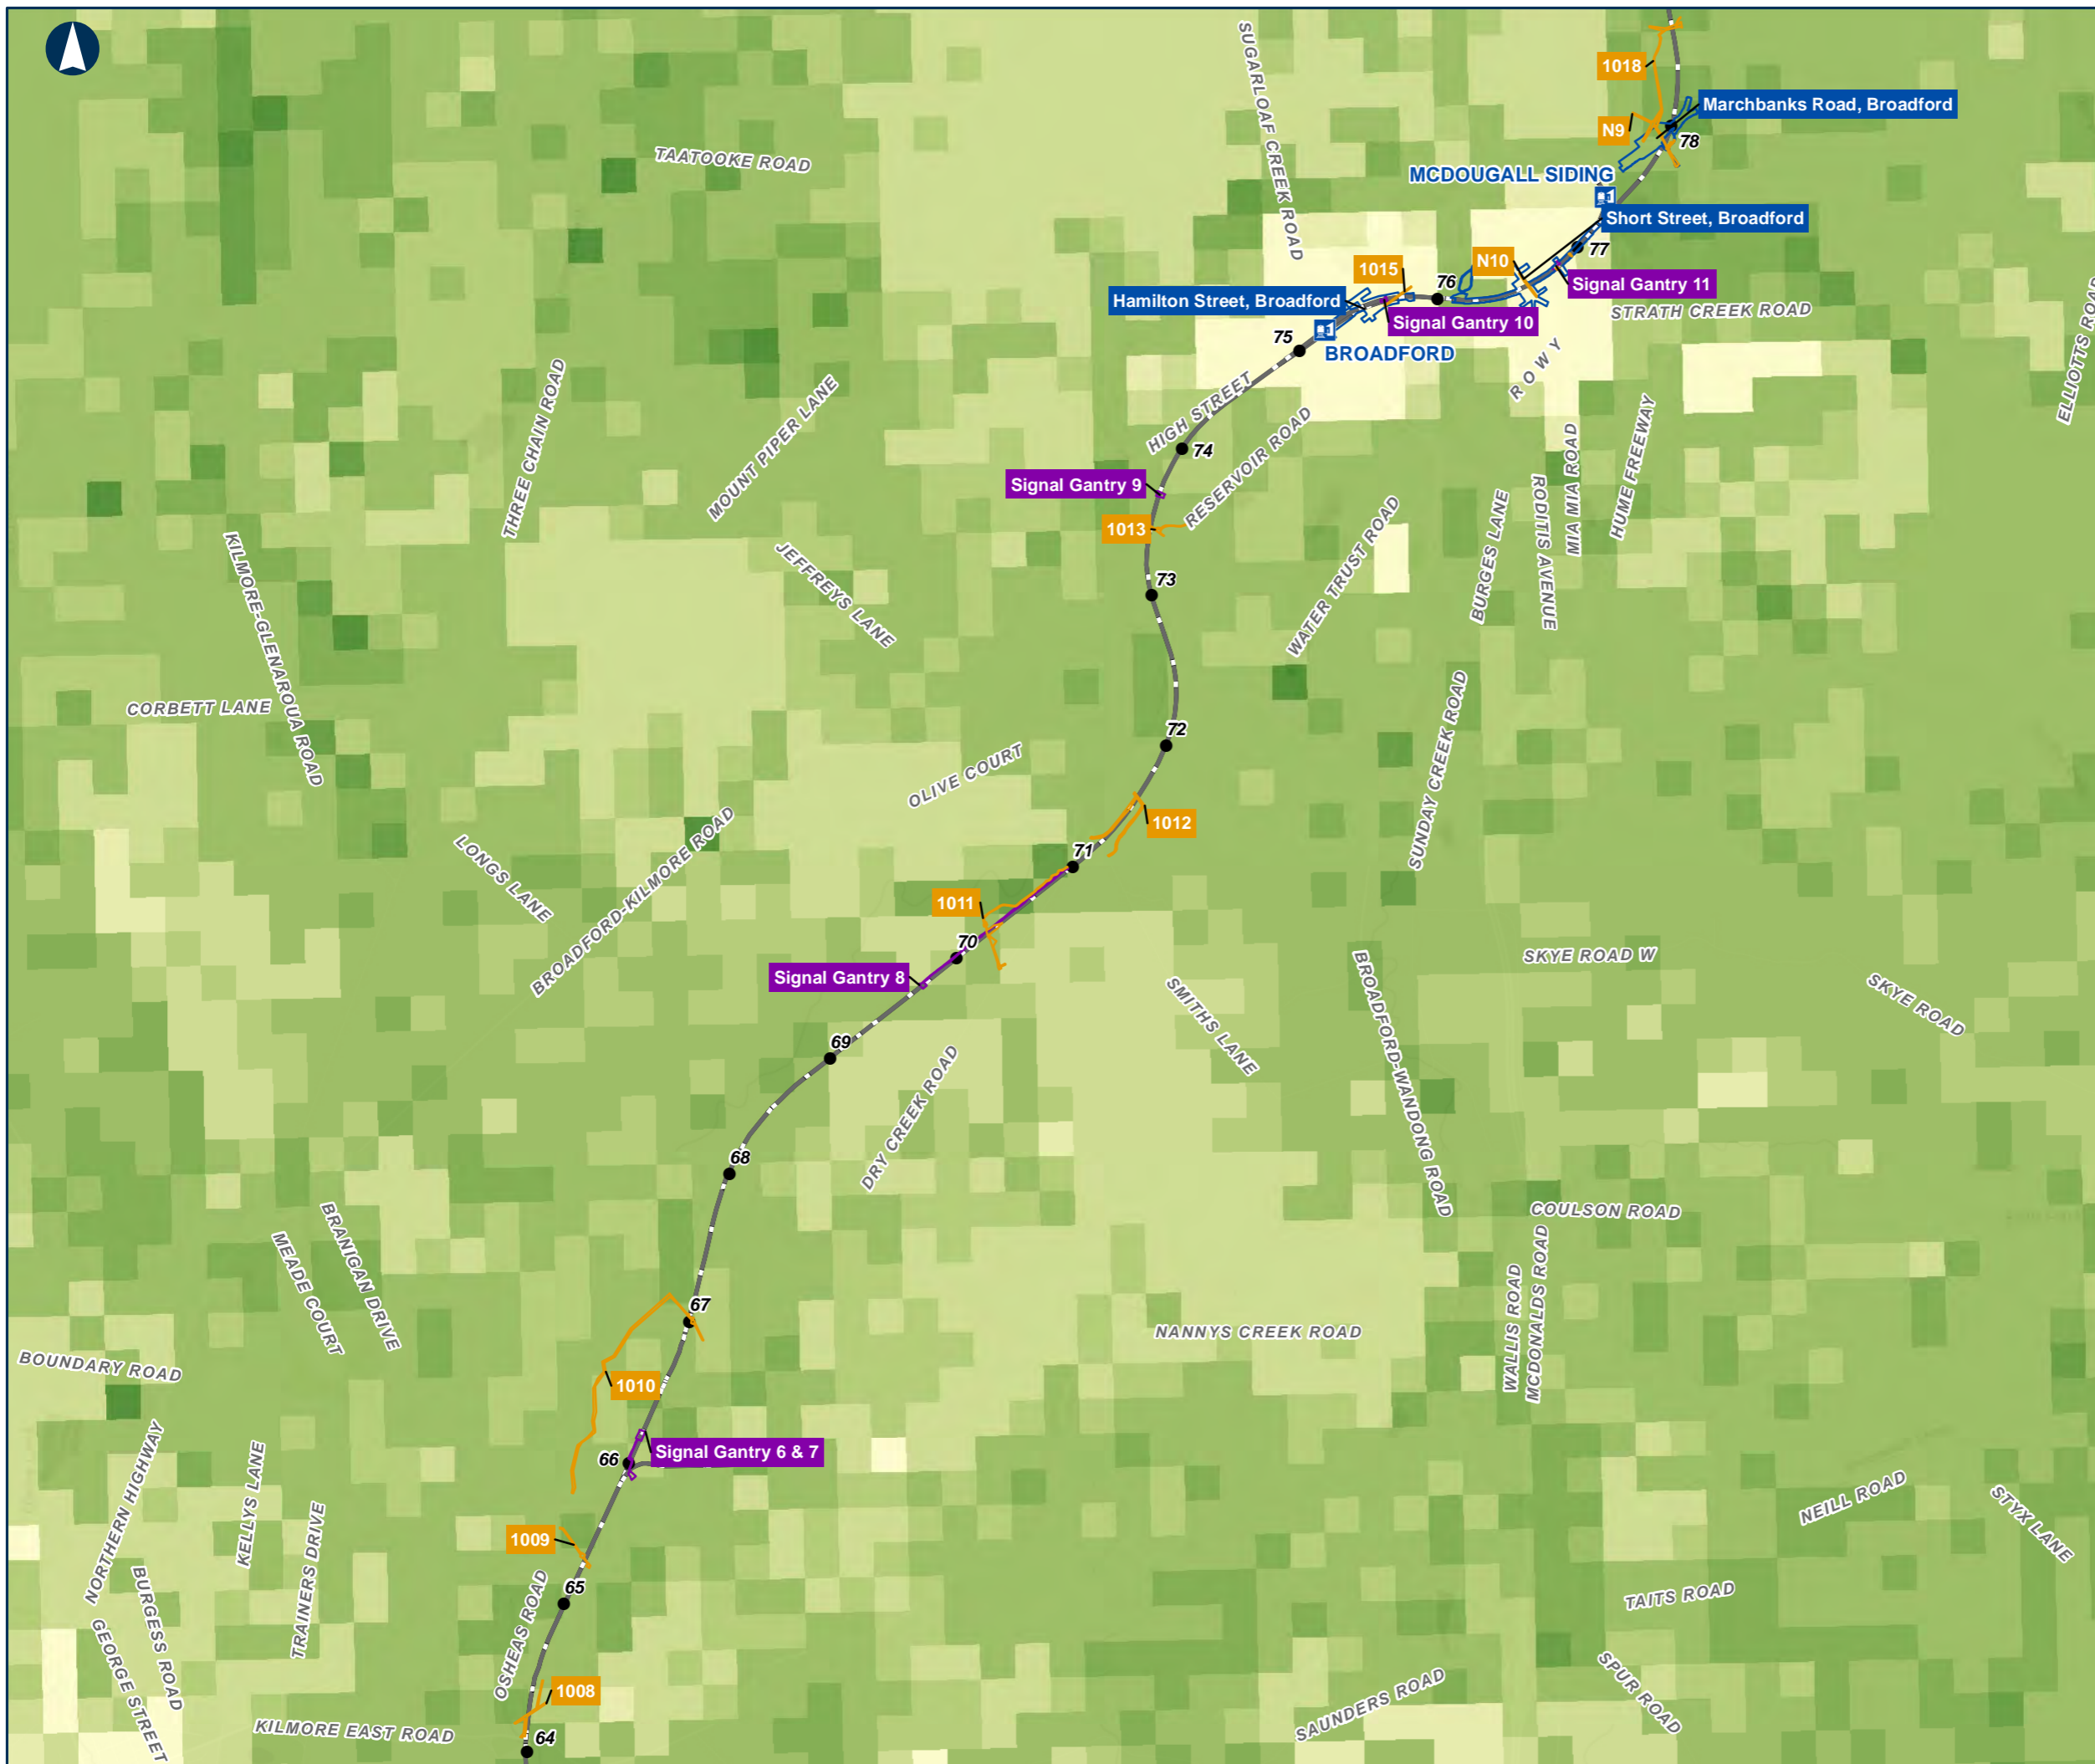 1018
Marchbanks Road, Broadford
N9
78
SUGARLOAF CREEK ROAD
TAATOOKE ROAD
MCDOUGALL SIDING
Short Street, Broadford
77
N10
1015
76
Signal Gantry 11
Hamilton Street, Broadford
Signal Gantry 10
STRATH CREEK ROAD
ELLIOTTS ROAD
75
BROADFORD
ROWY
HIGH STREET
THREE CHAIN ROAD
MOUNT PIPER LANE
74
RESERVOIR ROAD
MIA MIA ROAD
HUME FREEWAY
Signal Gantry 9
1013
WATER TRUST ROAD
BURGES LANE
RODITIS AVENUE
KILMORE-GLENAROUA ROAD
JEFFREYS LANE
73
CORBETT LANE
72
SUNDAY CREEK ROAD
OLIVE COURT
1012
LONGS LANE
BROADFORD-KILMORE ROAD
71
1011
70
Signal Gantry 8
SKYE ROAD W
SKYE ROAD
SMITHS LANE
BROADFORD-WANDONG ROAD
69
DRY CREEK ROAD
68
COULSON ROAD
BRANIGAN DRIVE
MEADE COURT
67
NANNYS CREEK ROAD
WALLIS ROAD
MCDONALDS ROAD
BOUNDARY ROAD
1010
66
Signal Gantry 6 & 7
NORTHERN HIGHWAY
KELLYS LANE
TRAINERS DRIVE
NEILL ROAD
STYX LANE
1009
65
BURGESS ROAD
GEORGE STREET
OSHEAS ROAD
TAITS ROAD
SPUR ROAD
1008
SAUNDERS ROAD
KILMORE EAST ROAD
64